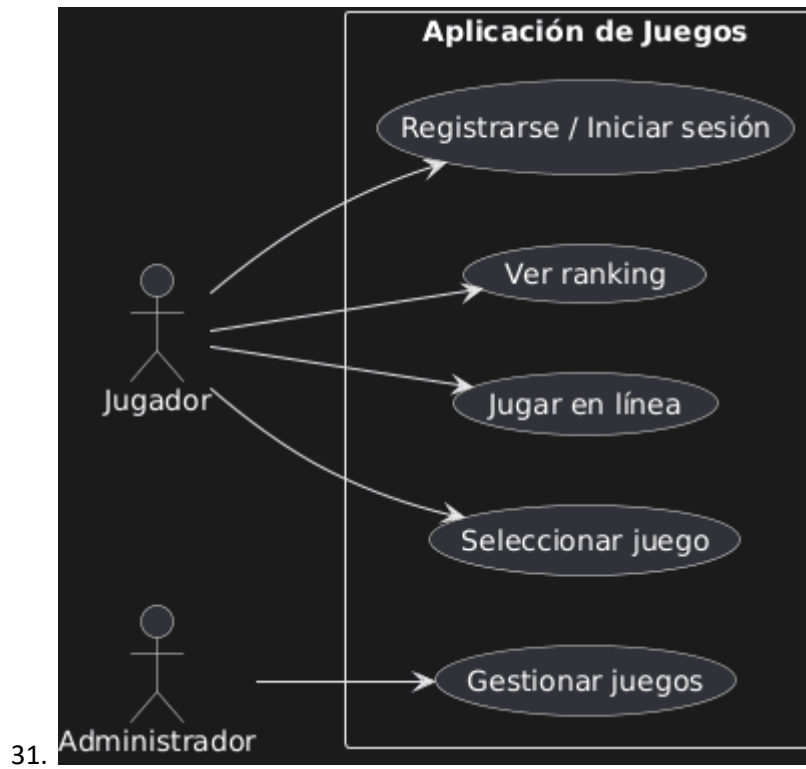 Aplicación de Juegos
Registrarse / Iniciar sesión
Ver ranking
Jugar en línea
Jugador
Seleccionar juego
Gestionar juegos
Administrador
31.